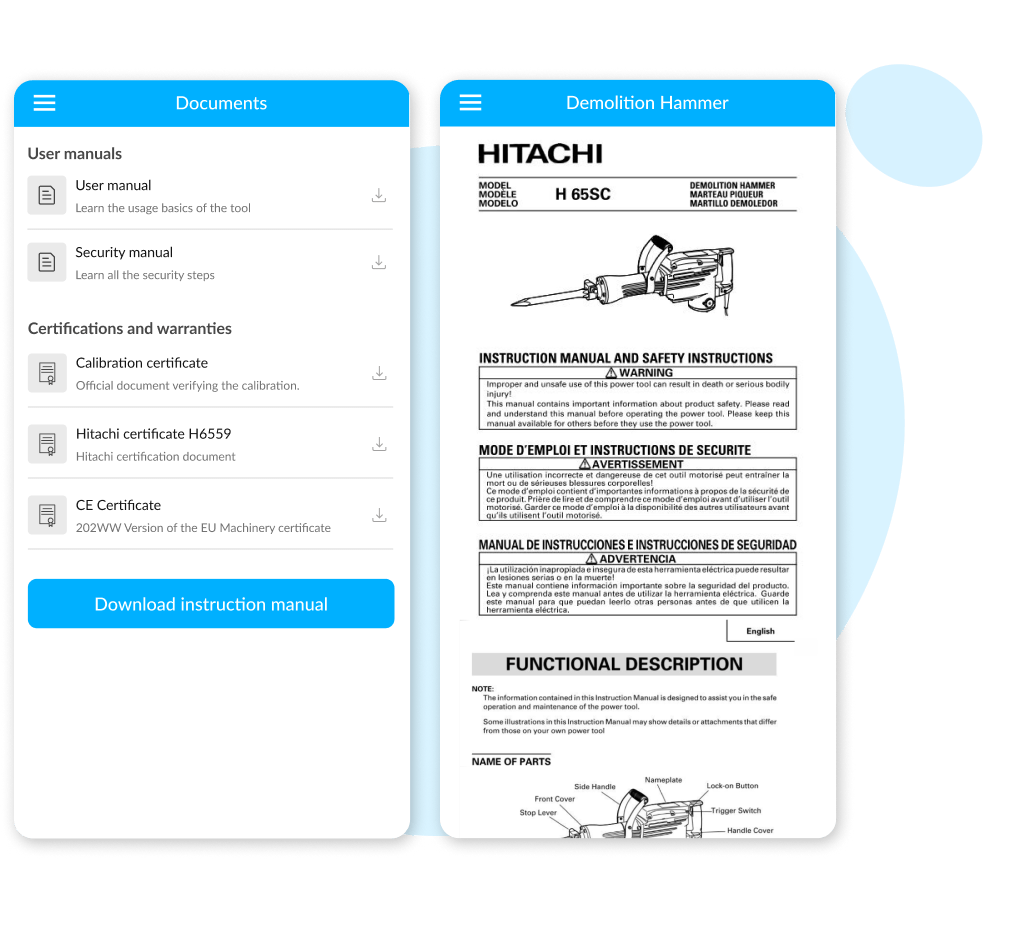 Documents
User manuals
User manual
Learn the usage basics of the tool
Security manual
Learn all the security steps
Certifications and warranties
Calibration certificate
Official document verifying the calibration.
Hitachi certificate H6559
Hitachi certification document
CE Certificate
202WW Version of the EU Machinery certificate
Download instruction manual
Demolition Hammer
HITACHI
MODEL
MODÈLE
MODELO
H 65SC
DEMOLITION HAMMER
MARTEAU PIQUEUR
MARTILLO DEMOLEDOR
INSTRUCTION MANUAL AND SAFETY INSTRUCTIONS
WARNING
Improper and unsafe use of this power tool can result in death or serious bodily
injury!
This manual contains important information about product safety. Please read
and understand this manual before operating the power tool. Please keep this
manual available for others before they use the power tool.
MODE D'EMPLOI ET INSTRUCTIONS DE SECURITE
AVERTISSEMENT
Une utilisation incorrecte et dangereuse de cet outil motorisé peut entraîner la
mort ou de sérieuses blessures corporelles!
Ce mode d'emploi contient d'importantes informations à propos de la sécurité de
ce produit. Prière de lire et de comprendre ce mode d'emploi avant d'utiliser l'outil
motorisé. Garder ce mode d'emploi à la disponibilité des autres utilisateurs avant
qu'ils utilisent l'outil motorisé.
MANUAL DE INSTRUCCIONES E INSTRUCCIONES DE SEGURIDAD
ADVERTENCIA
¡La utilización inapropiada e insegura de esta herramienta eléctrica puede resultar
en lesiones serias o en la muerte!
Este manual contiene información importante sobre la seguridad del producto.
Lea y comprenda este manual antes de utilizar la herramienta eléctrica. Guarde
este manual para que puedan leerlo otras personas antes de que utilicen la
herramienta eléctrica.
English
FUNCTIONAL DESCRIPTION
NOTE:
The information contained in this Instruction Manual is designed to assist you in the safe
operation and maintenance of the power tool.
Some illustrations in this Instruction Manual may show details or attachments that differ
from those on your own power tool
NAME OF PARTS
Nameplate
Side Handle
Lock-on Button
Front Cover
Trigger Switch
Stop Lever
Handle Cover